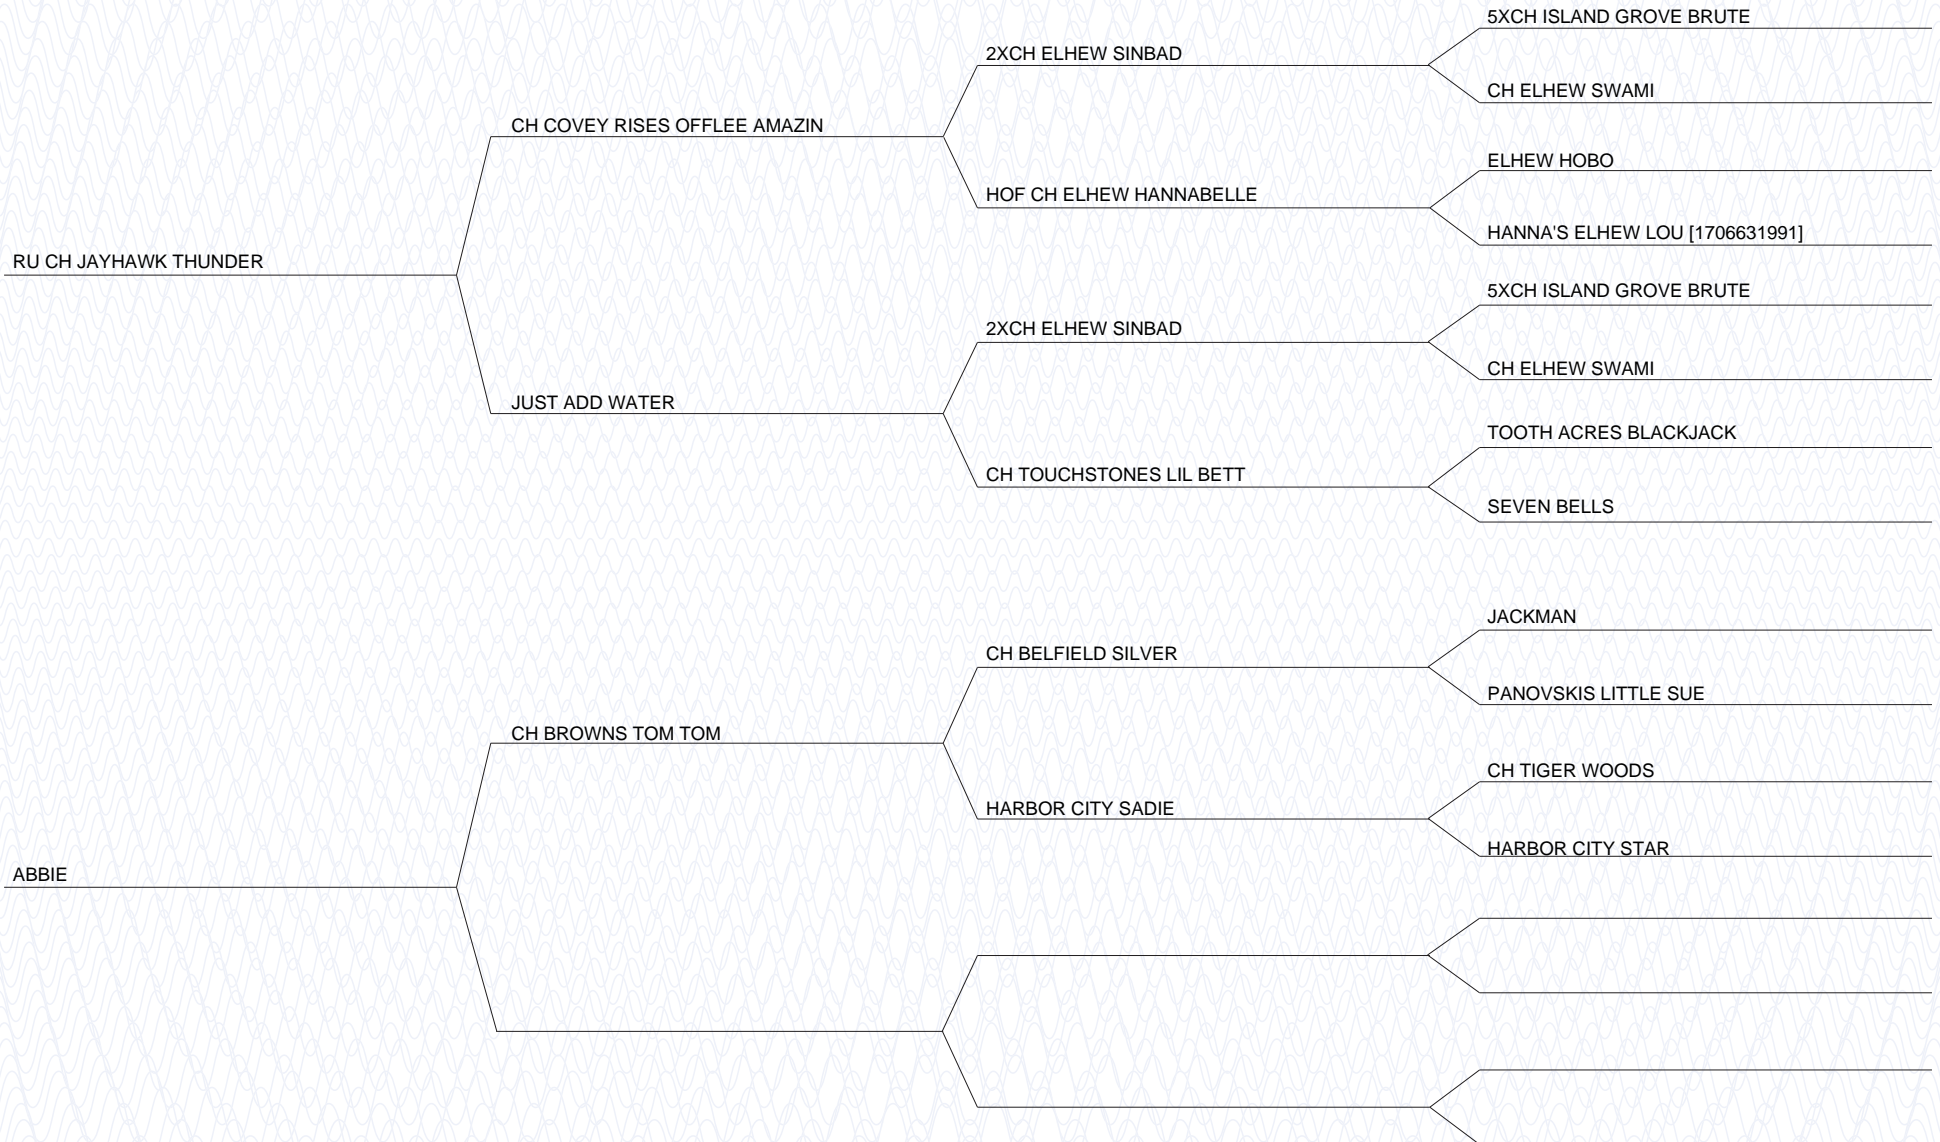 5XCH ISLAND GROVE BRUTE
2XCH ELHEW SINBAD
CH ELHEW SWAMI
CH COVEY RISES OFFLEE AMAZIN
ELHEW HOBO
HOF CH ELHEW HANNABELLE
HANNA'S ELHEW LOU [1706631991]
RU CH JAYHAWK THUNDER
5XCH ISLAND GROVE BRUTE
2XCH ELHEW SINBAD
CH ELHEW SWAMI
JUST ADD WATER
TOOTH ACRES BLACKJACK
CH TOUCHSTONES LIL BETT
SEVEN BELLS
JACKMAN
CH BELFIELD SILVER
PANOVSKIS LITTLE SUE
CH BROWNS TOM TOM
CH TIGER WOODS
HARBOR CITY SADIE
HARBOR CITY STAR
ABBIE